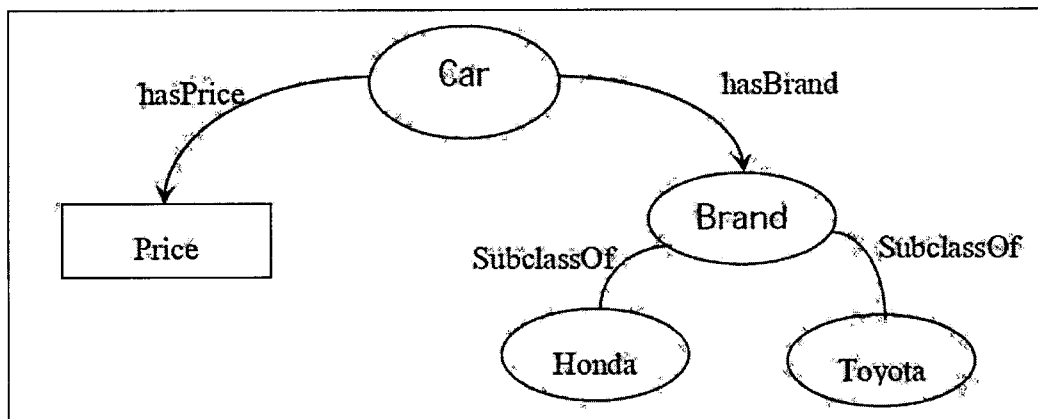 Car
hasPrice
hasBrand
Price
Brand
SubclassOf
SubclassOf
Honda
Toyota